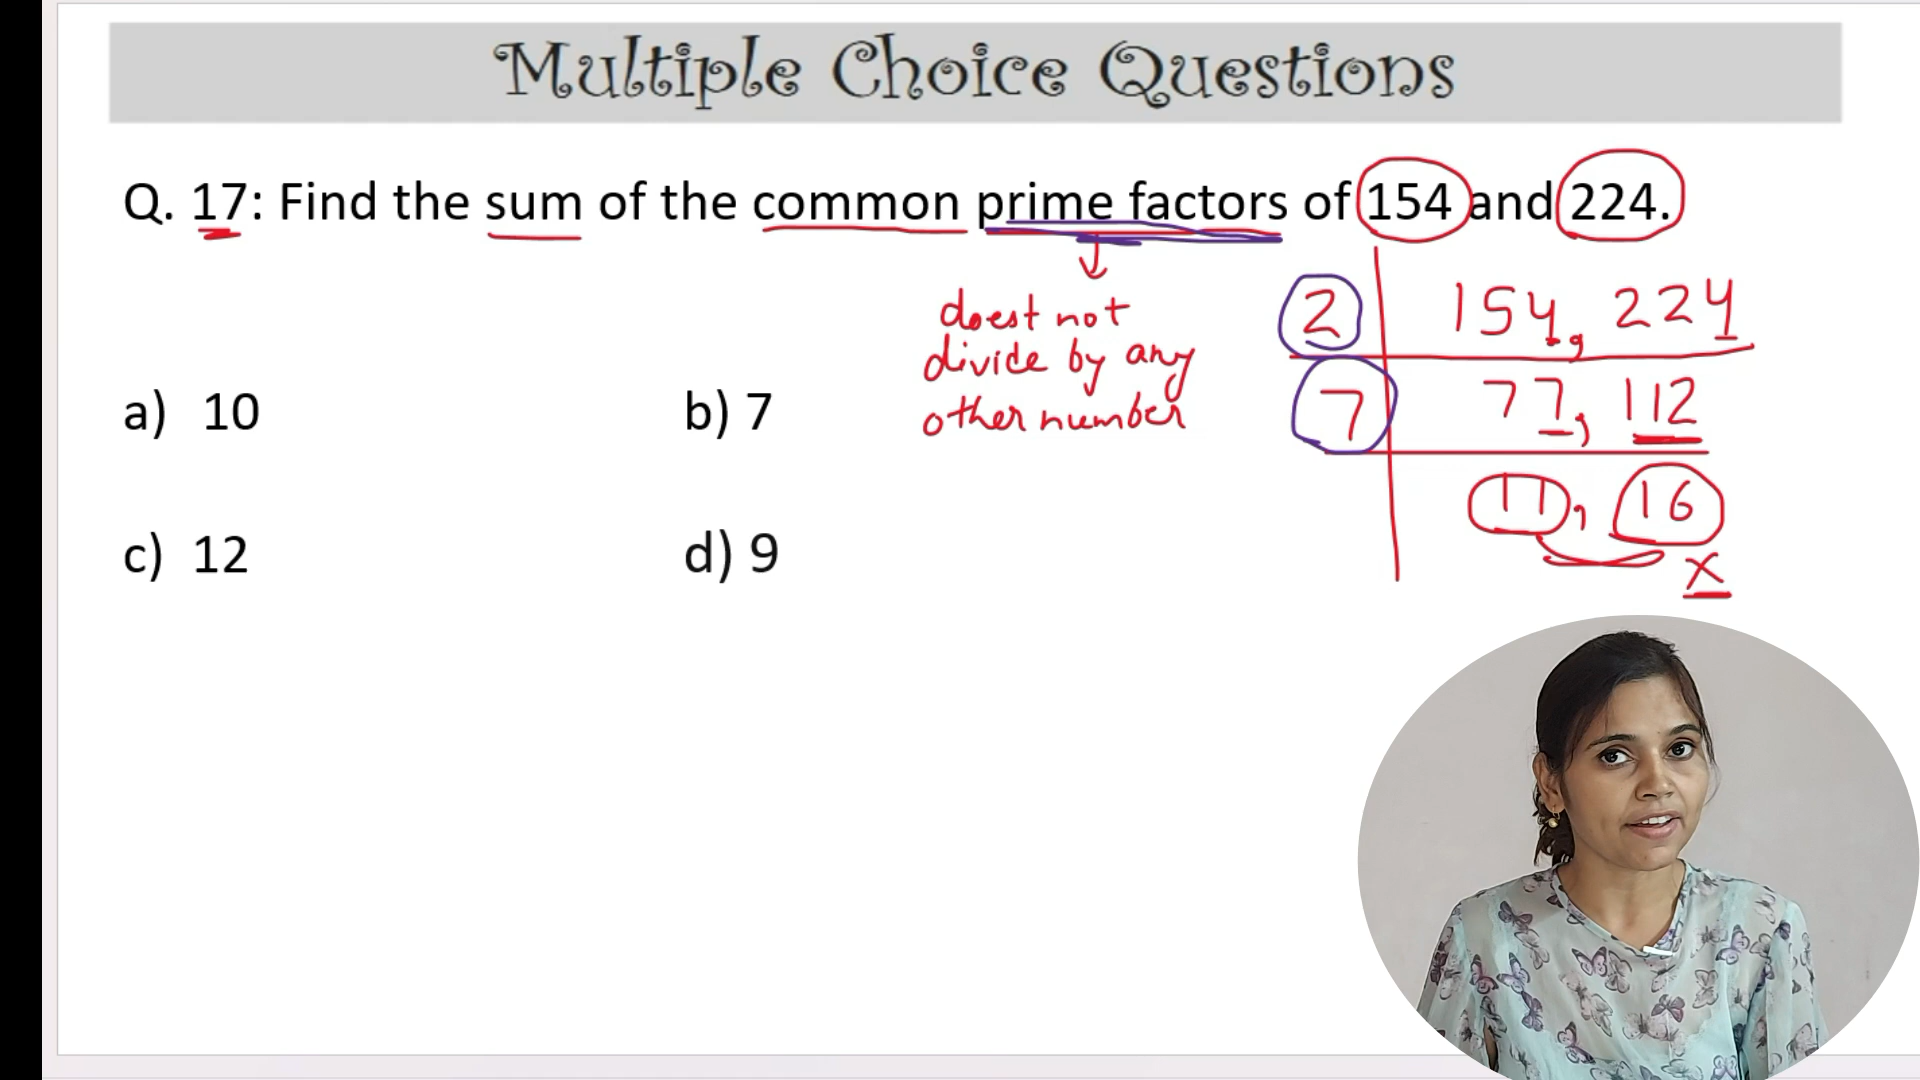 Multiple Choice Questions
Q. 17: Find the sum of the common prime factors of 154 and 224.
doest not
divide by any
other number
2 154, 224
7 77, 112
11, 16
x
a) 10
b) 7
c) 12
d) 9